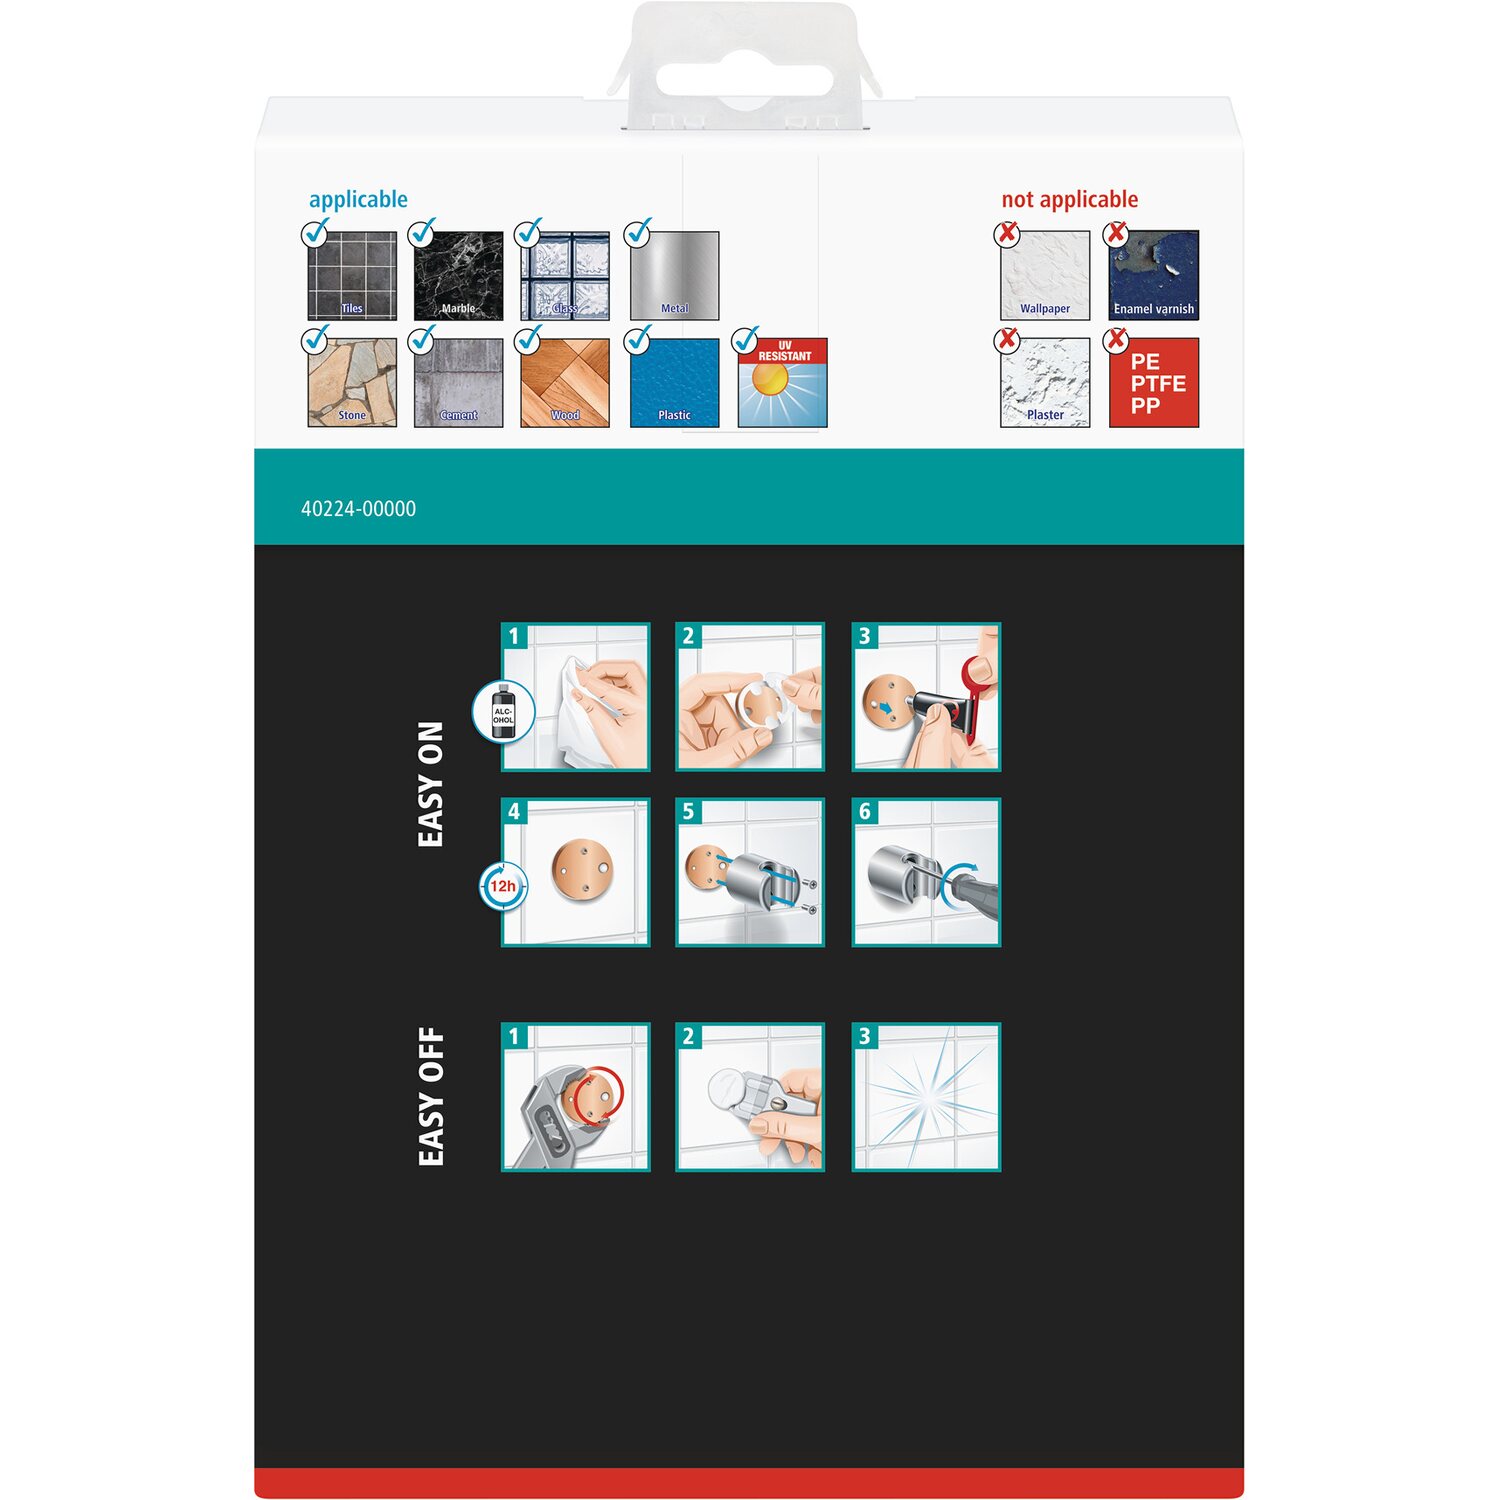 applicable
not applicable
Tiles
Marble
Glass
Metal
Wallpaper
Enamel varnish
Stone
Cement
Wood
Plastic
UV
RESISTANT
Plaster
PE
PTFE
PP
40224-00000
EASY ON
1
ALC-
OHOL
2
3
4
12h
5
6
EASY OFF
1
2
3